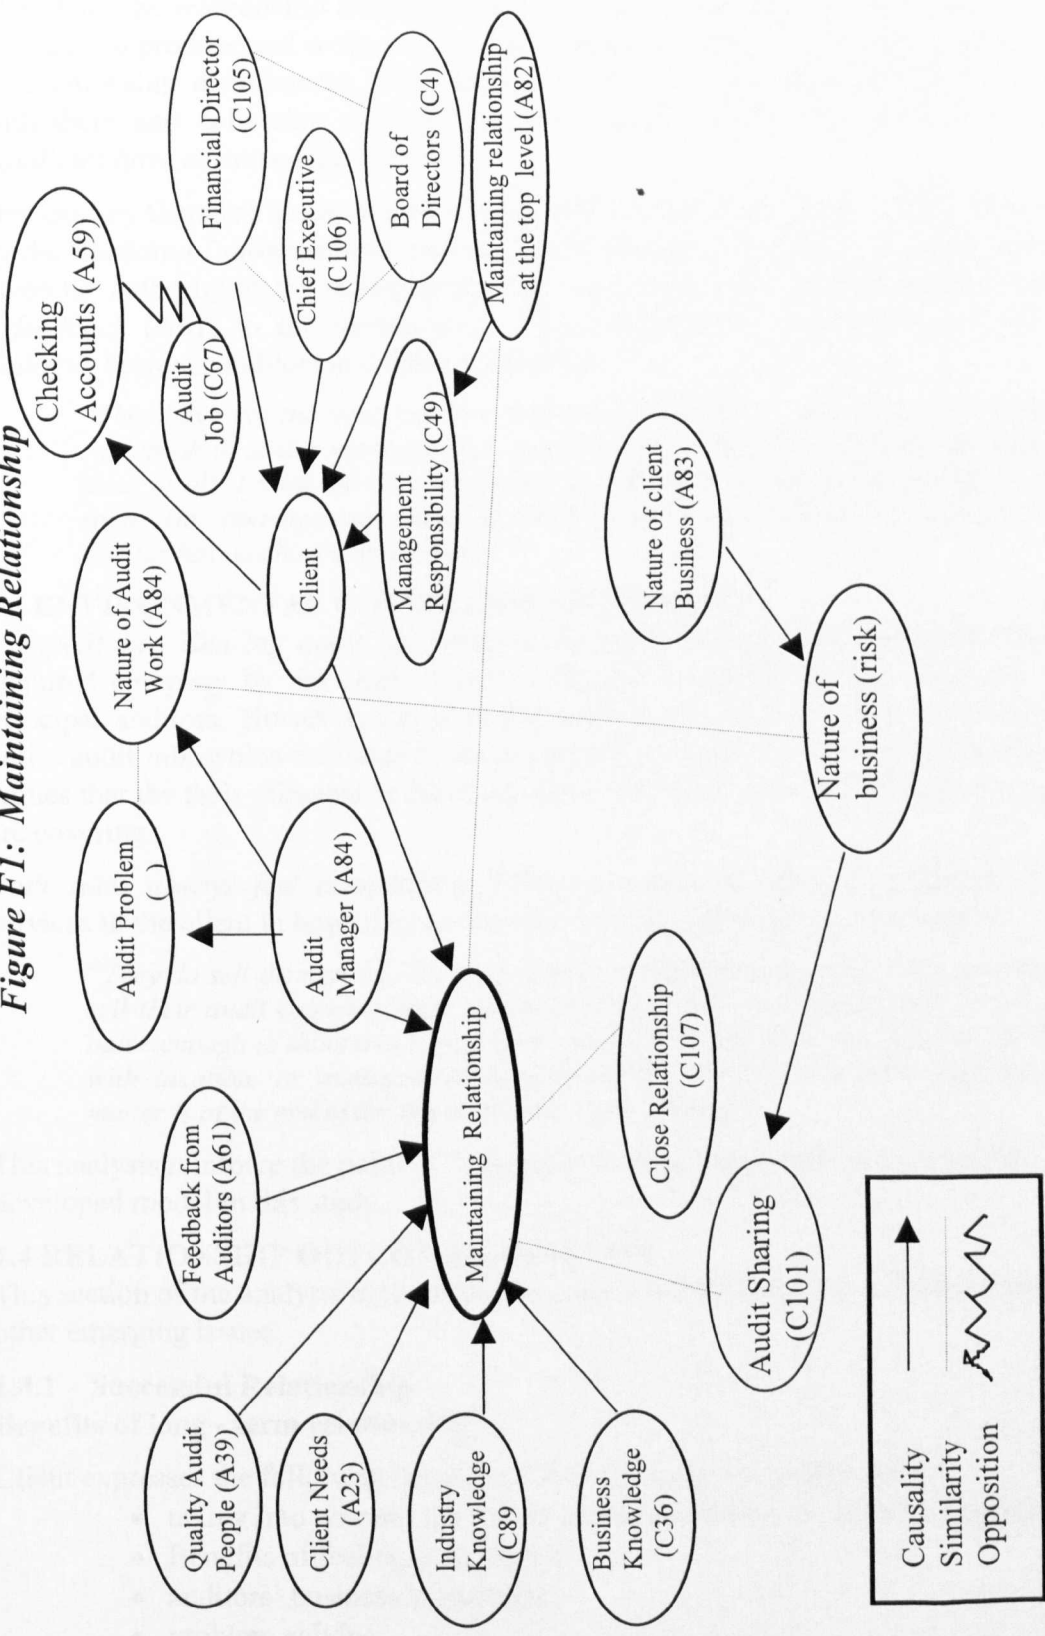 Figure F1: Maintaining Relationship
Checking
Accounts (A59)
Audit
Job (C67)
Financial Director
(C105)
Chief Executive
(C106)
Board of
Directors (C4)
Maintaining relationship
at the top level (A82)
Nature of Audit
Work (A84)
Client
Management
Responsibility (C49)
Audit Problem
()
Audit
Manager (A84)
Nature of client
Business (A83)
Nature of
business (risk)
Feedback from
Auditors (A61)
Maintaining Relationship
Close Relationship
(C107)
Quality Audit
People (A39)
Client Needs
(A23)
Industry
Knowledge
(C89
Business
Knowledge
(C36)
Audit Sharing
(C101)
Causality
Similarity
Opposition